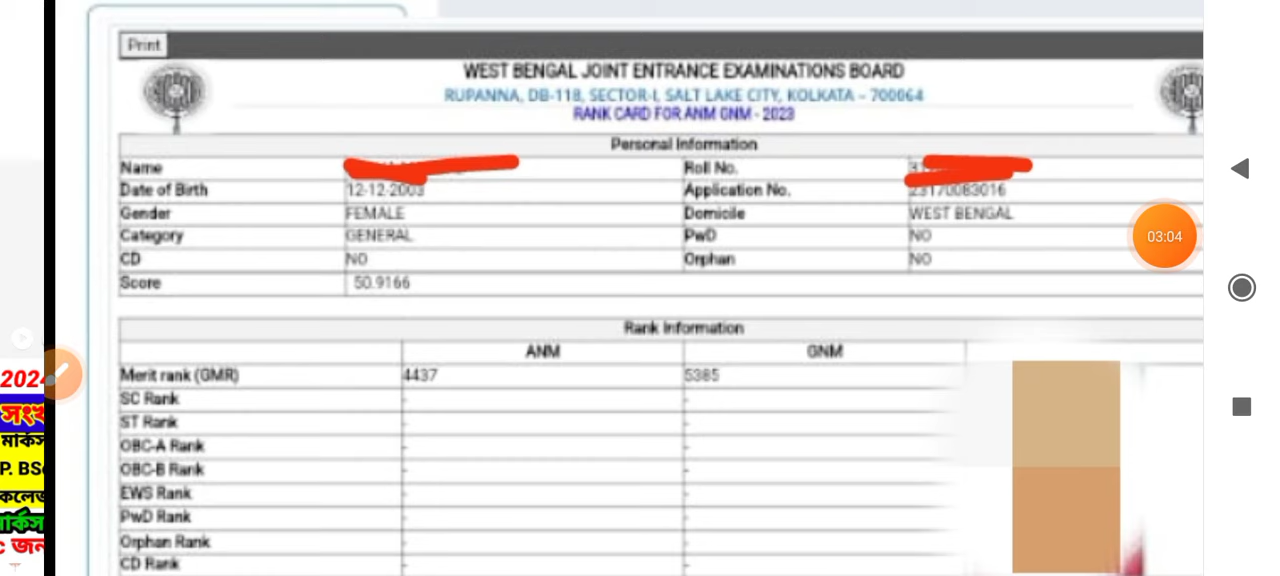 Print
WEST BENGAL JOINT ENTRANCE EXAMINATIONS BOARD
RUPANNA, DB-118, SECTOR-I, SALT LAKE CITY, KOLKATA - 700064
RANK CARD FOR ANM GNM - 2023
Personal Information
Name Roll No.
Date of Birth 12-12-2003 Application No. 23170083016
Gender FEMALE Domicile WEST BENGAL
Category GENERAL PwD NO
CD NO Orphan NO
Score 50.9166
03:04
Rank Information
ANM GNM
Merit rank (GMR) 4437 5385
SC Rank - -
ST Rank - -
OBC-A Rank - -
OBC-B Rank - -
EWS Rank - -
PwD Rank - -
Orphan Rank - -
CD Rank - -
2024
P. BSc